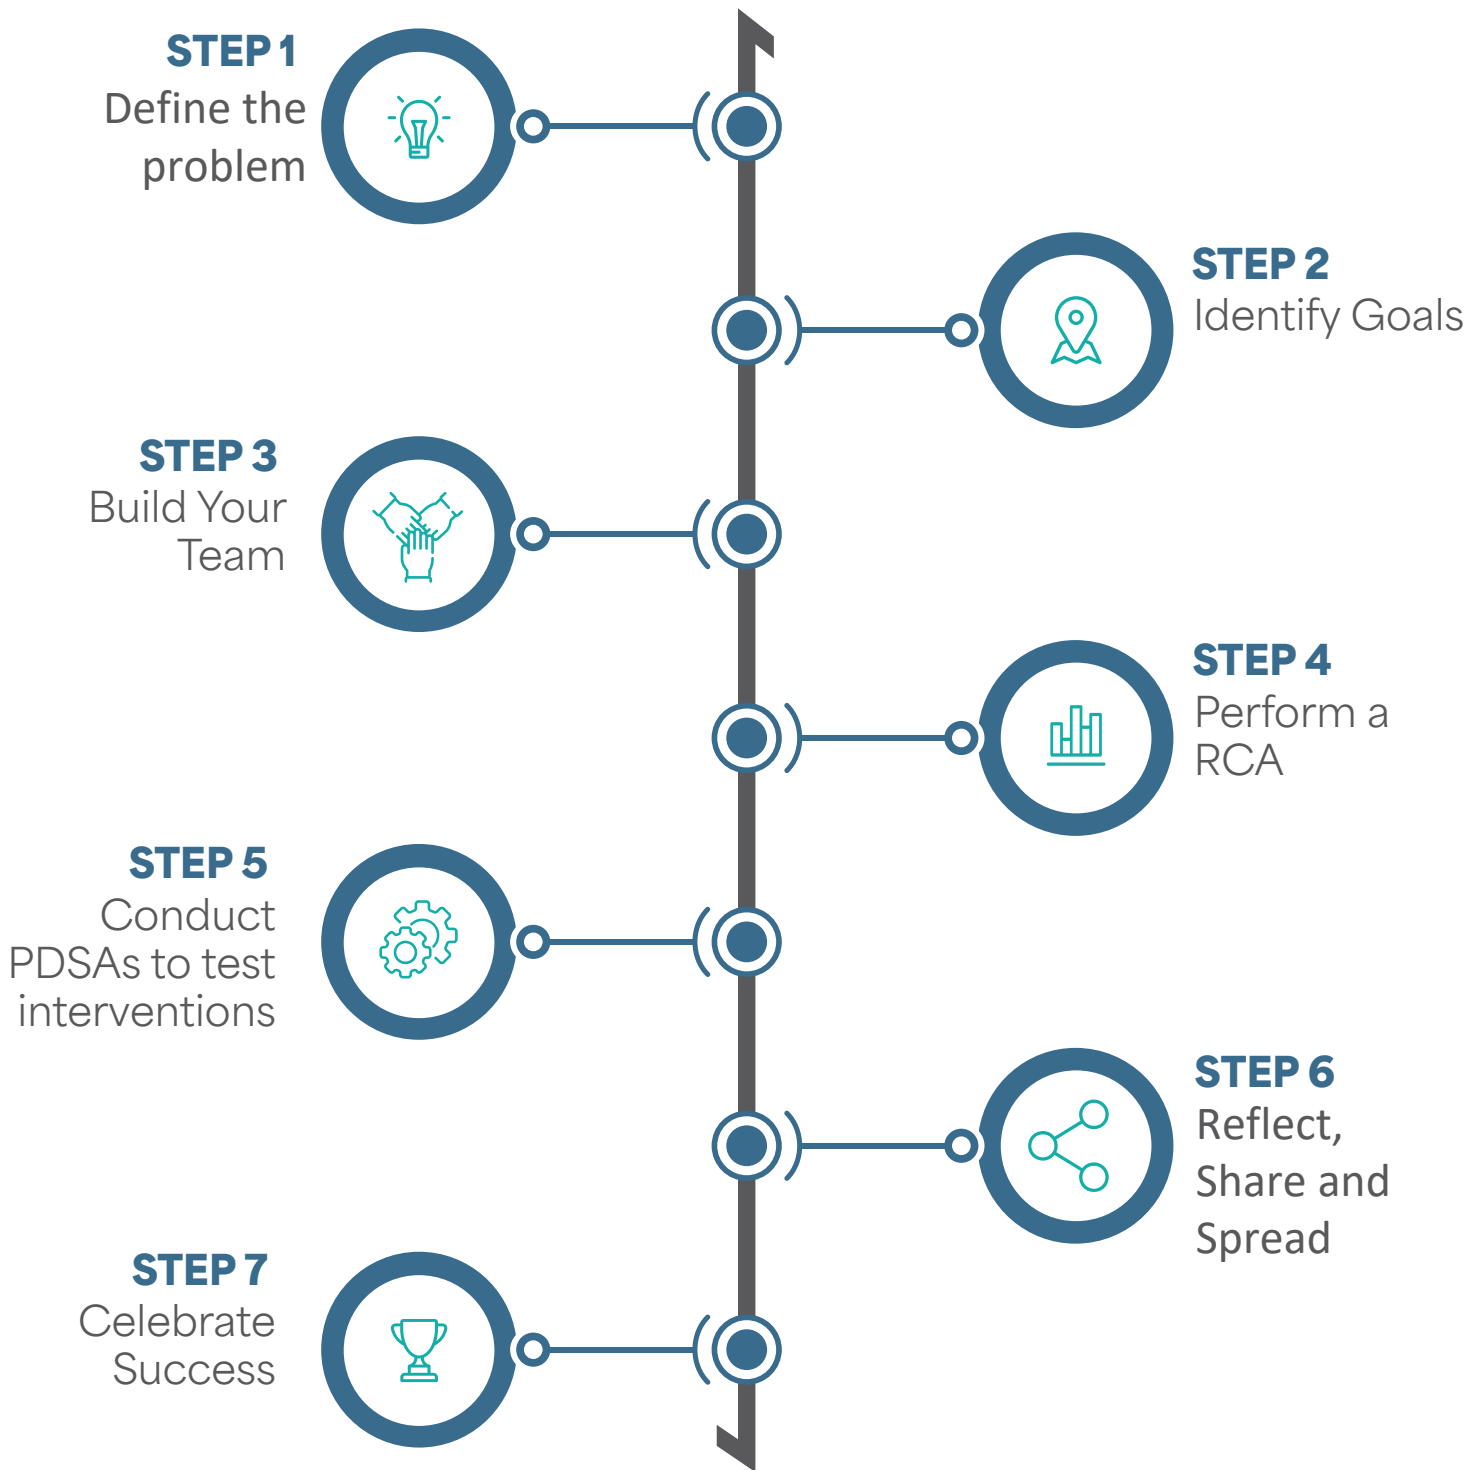 STEP 1
Define the
problem
STEP 2
Identify Goals
STEP 3
Build Your
Team
STEP 4
Perform a
RCA
STEP 5
Conduct
PDSAs to test
interventions
STEP 6
Reflect,
Share and
Spread
STEP 7
Celebrate
Success